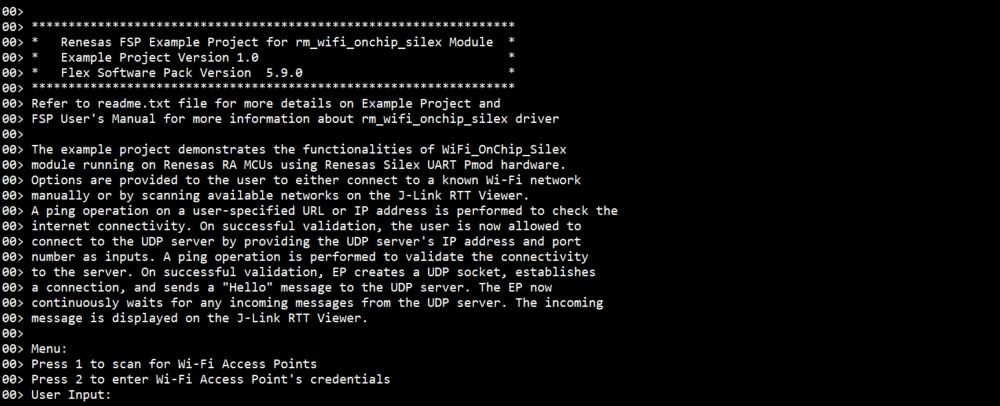 00>
00> *******************************************************************
00> *   Renesas FSP Example Project for rm_wifi_onchip_silex Module  *
00> *   Example Project Version 1.0                                   *
00> *   Flex Software Pack Version  5.9.0                             *
00> *******************************************************************
00> Refer to readme.txt file for more details on Example Project and
00> FSP User's Manual for more information about rm_wifi_onchip_silex driver
00>
00> The example project demonstrates the functionalities of WiFi_OnChip_Silex
00> module running on Renesas RA MCUs using Renesas Silex UART Pmod hardware.
00> Options are provided to the user to either connect to a known Wi-Fi network
00> manually or by scanning available networks on the J-Link RTT Viewer.
00> A ping operation on a user-specified URL or IP address is performed to check the
00> internet connectivity. On successful validation, the user is now allowed to
00> connect to the UDP server by providing the UDP server's IP address and port
00> number as inputs. A ping operation is performed to validate the connectivity
00> to the server. On successful validation, EP creates a UDP socket, establishes
00> a connection, and sends a "Hello" message to the UDP server. The EP now
00> continuously waits for any incoming messages from the UDP server. The incoming
00> message is displayed on the J-Link RTT Viewer.
00>
00> Menu:
00> Press 1 to scan for Wi-Fi Access Points
00> Press 2 to enter Wi-Fi Access Point's credentials
00> User Input: